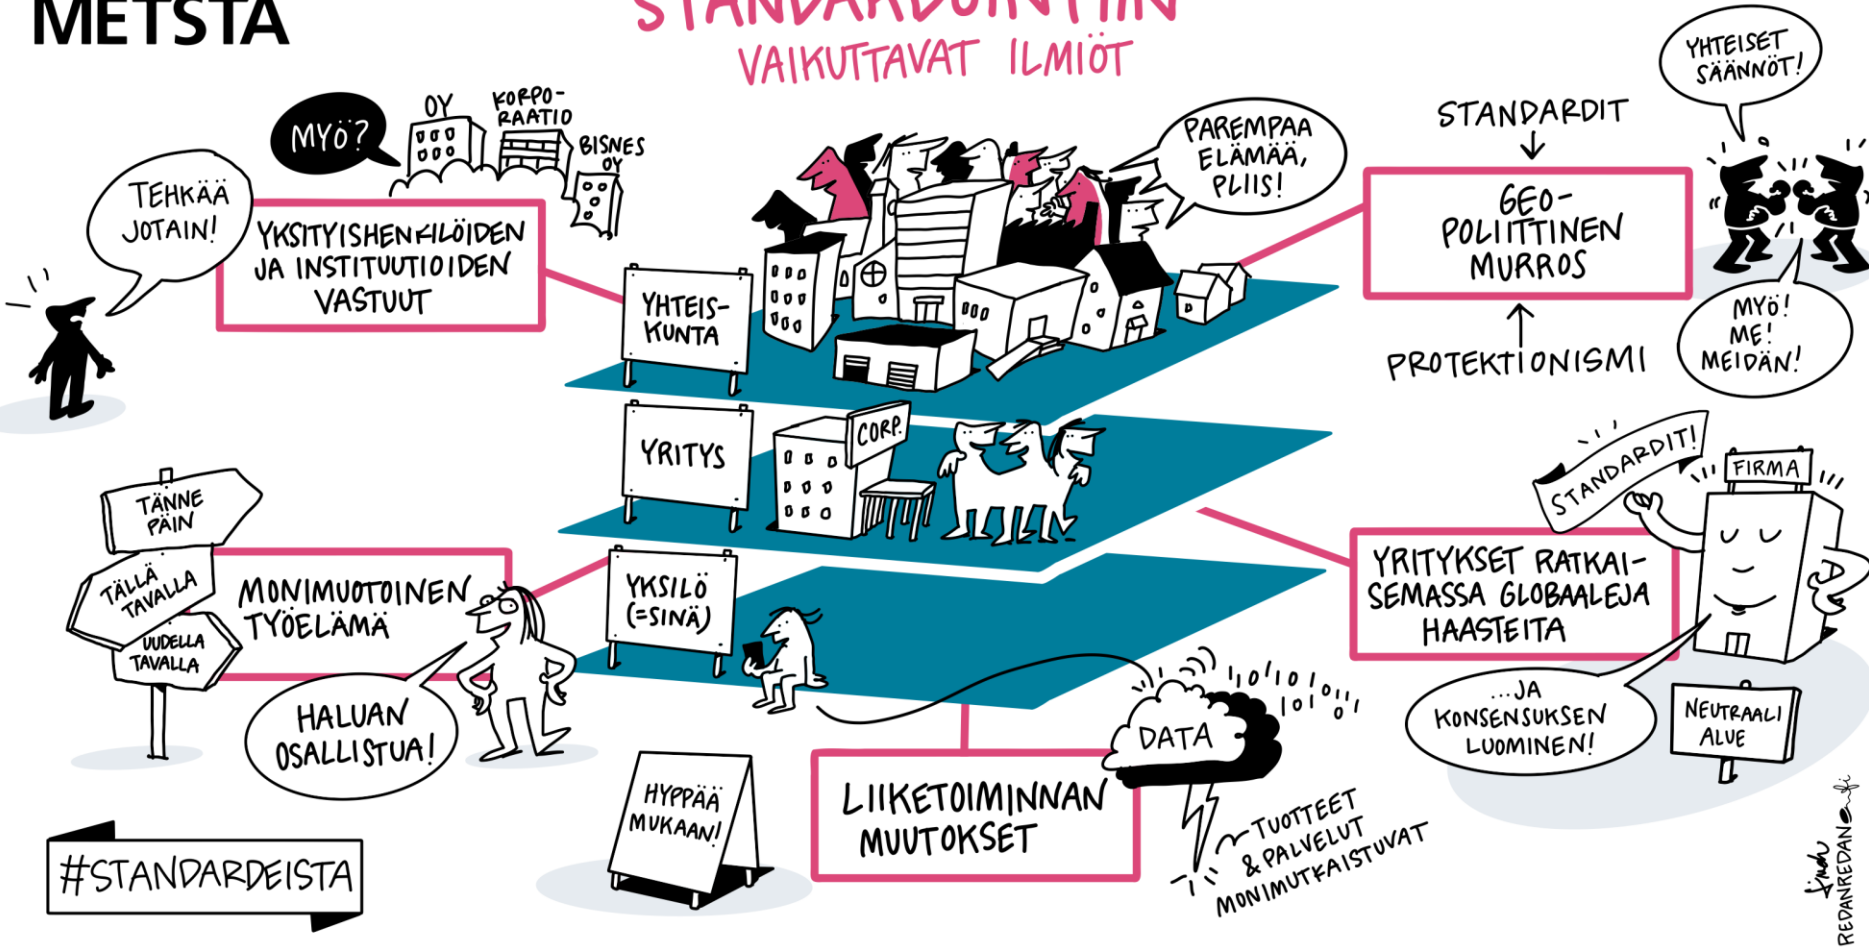 METSTA
STANDARDOINTIIN
VAIKUTTAVAT ILMIÖT
TEHKÄÄ
JOTAIN!
MYÖ?
OY
KORPO-
RAATIO
BISNES
OY
YKSITYISHENKILÖIDEN
JA INSTITUUTIOIDEN
VASTUUT
PAREMPAA
ELÄMÄÄ,
PLIIS!
STANDARDIT
GEO-
POLIITTINEN
MURROS
PROTEKTIONISMI
YHTEISET
SÄÄNNÖT!
MYÖ!
ME!
MEIDÄN!
YHTEIS-
KUNTA
YRITYS
CORP.
YKSILÖ
(=SINÄ)
TÄNNE
PÄIN
TÄLLÄ
TAVALLA
UUDELLA
TAVALLA
MONIMUOTOINEN
TYÖELÄMÄ
HALUAN
OSALLISTUA!
STANDARDIT!
FIRMA
YRITYKSET RATKAI-
SEMASSA GLOBAALEJA
HAASTEITA
...JA
KONSENSUKSEN
LUOMINEN!
NEUTRAALI
ALUE
HYPPÄÄ
MUKAAN!
LIIKETOIMINNAN
MUUTOKSET
DATA
1010101011
10101
TUOTTEET
& PALVELUT
MONIMUTKAISTUVAT
#STANDARDEISTA
REDANREDAN